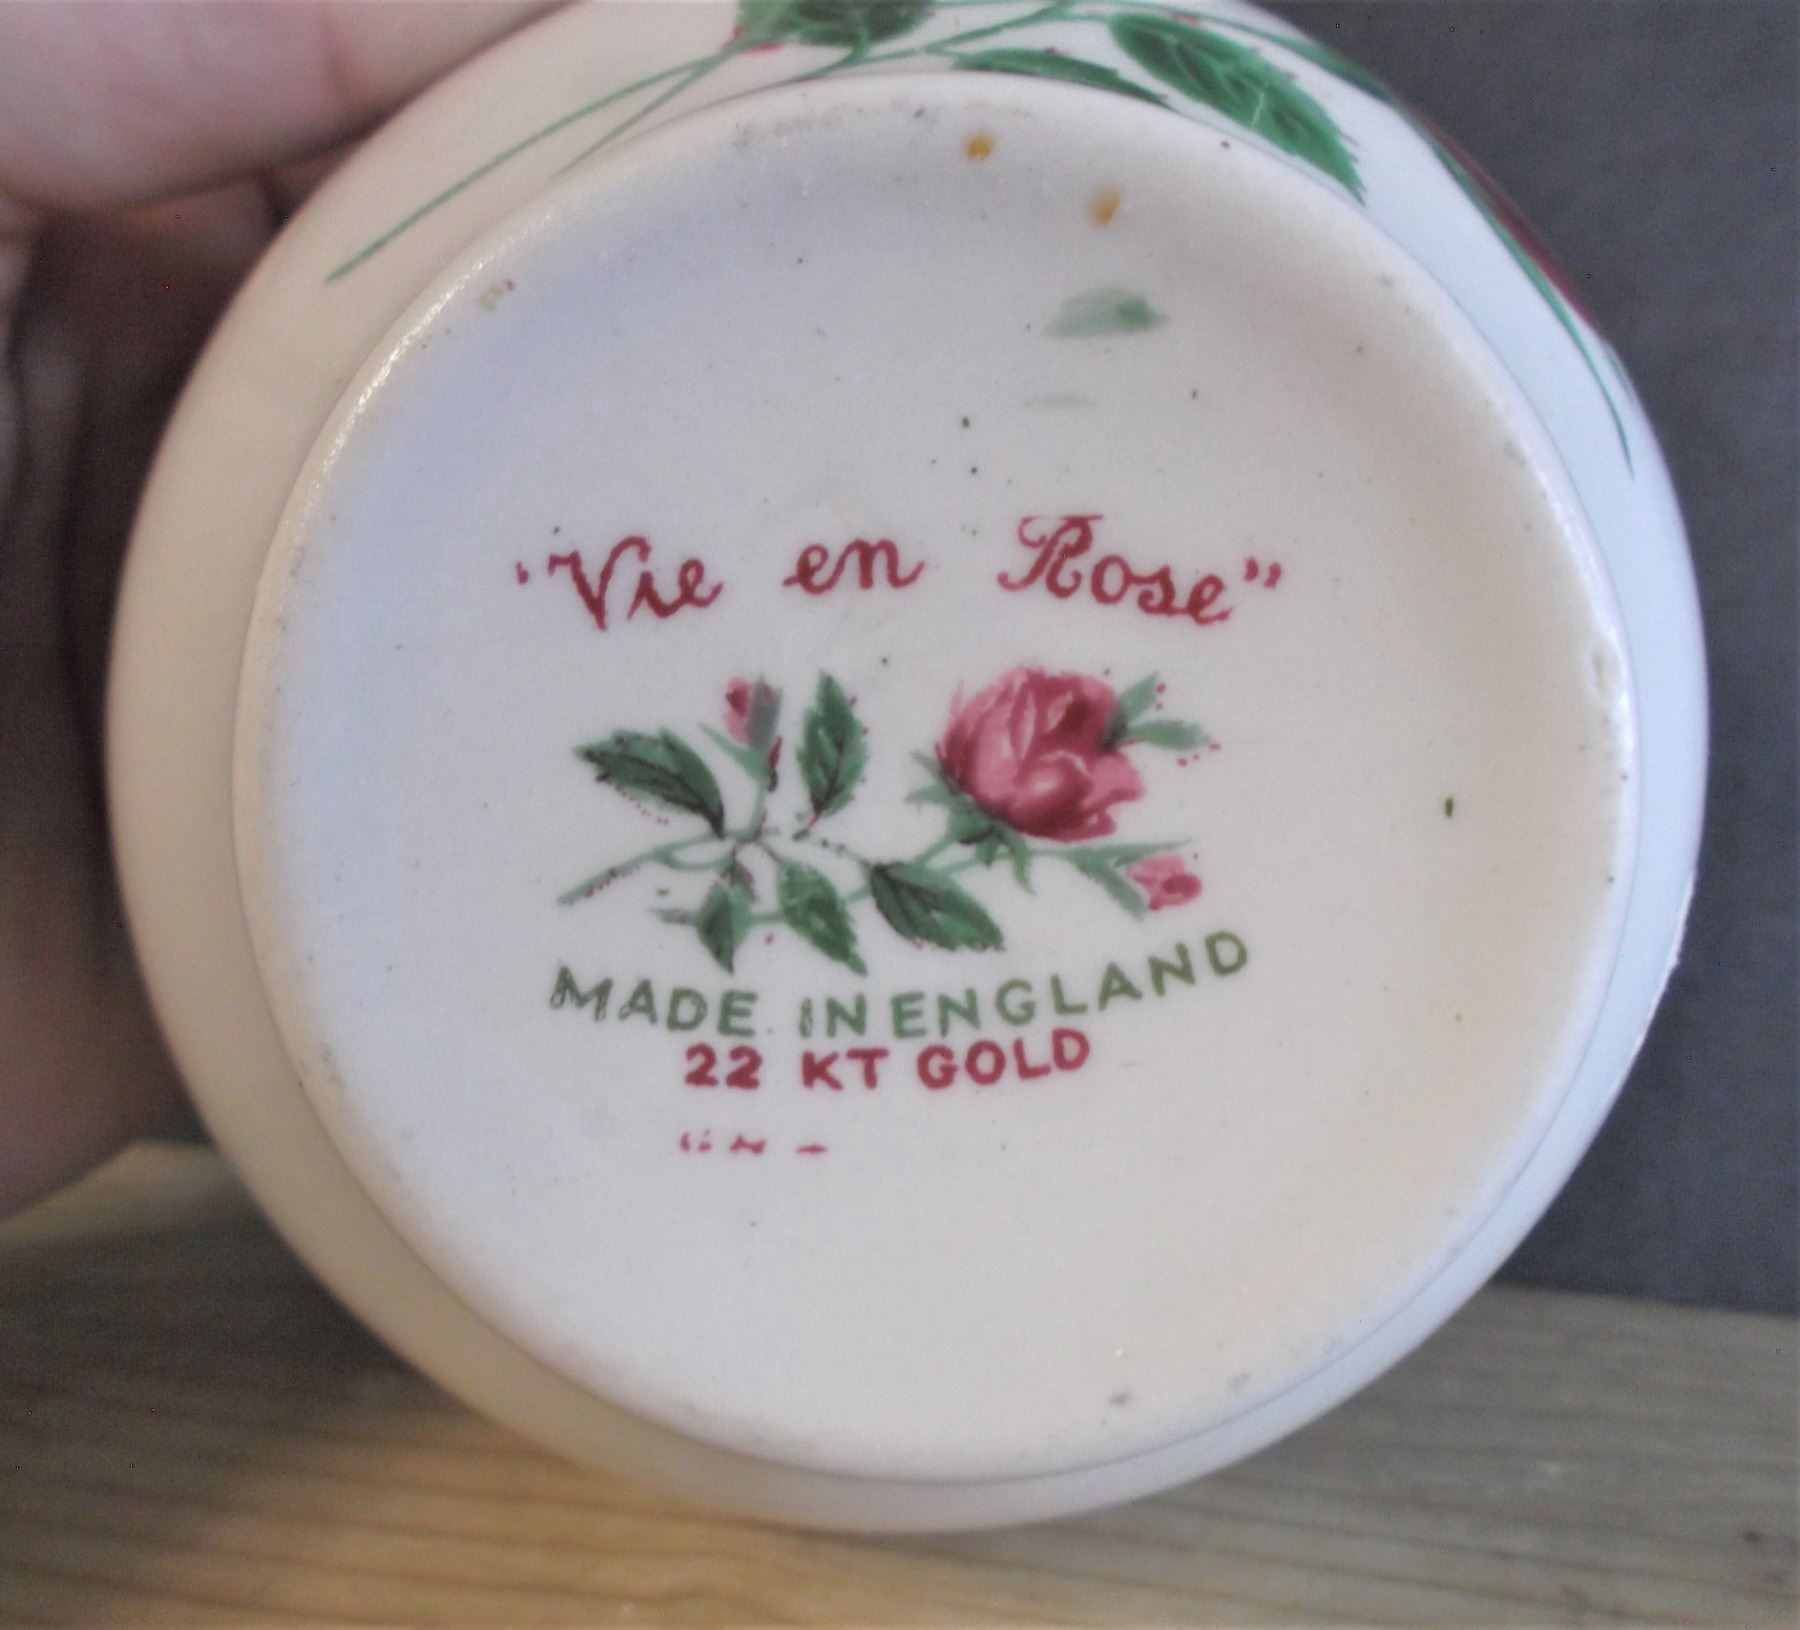 "Vie en Rose"
MADE IN ENGLAND
22 KT GOLD